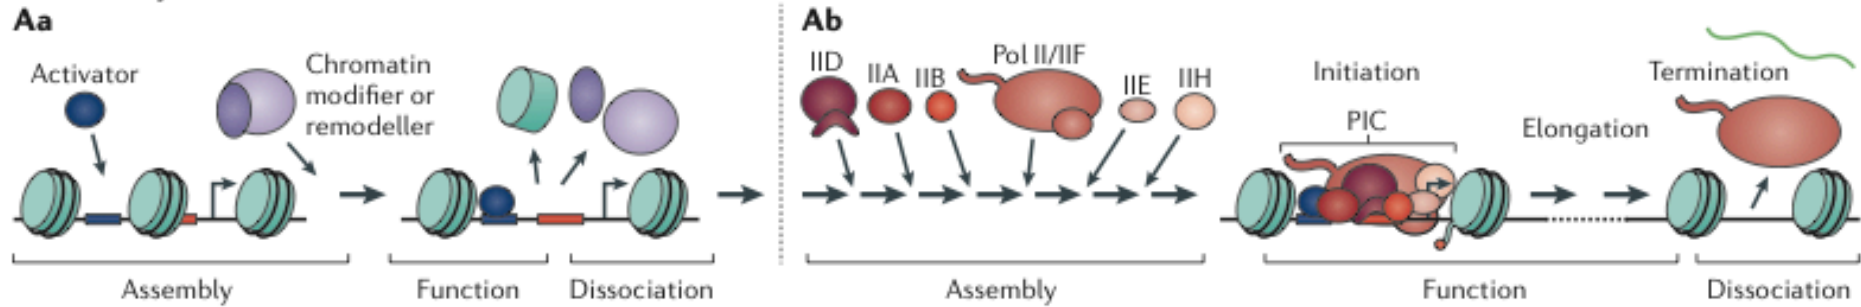 Aa
Activator
Chromatin
modifier or
remodeller
Assembly
Function
Dissociation
Ab
IID
IIA
IIB
Pol II/IIF
IIE
IIH
Initiation
PIC
Elongation
Termination
Assembly
Function
Dissociation